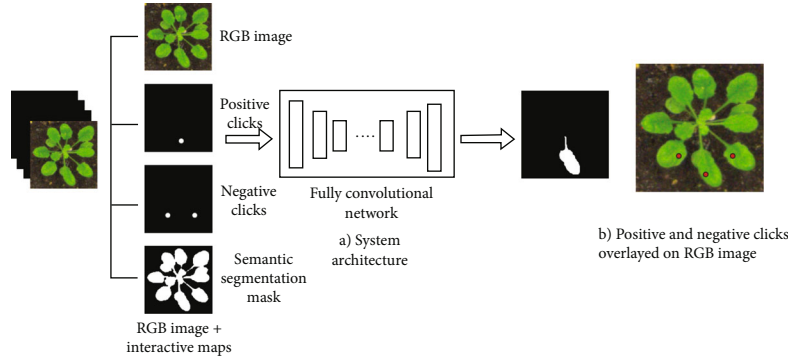 RGB image
Positive
clicks
Negative
clicks
Semantic
segmentation
mask
RGB image +
interactive maps
Fully convolutional
network
a) System
architecture
b) Positive and negative clicks
overlayed on RGB image